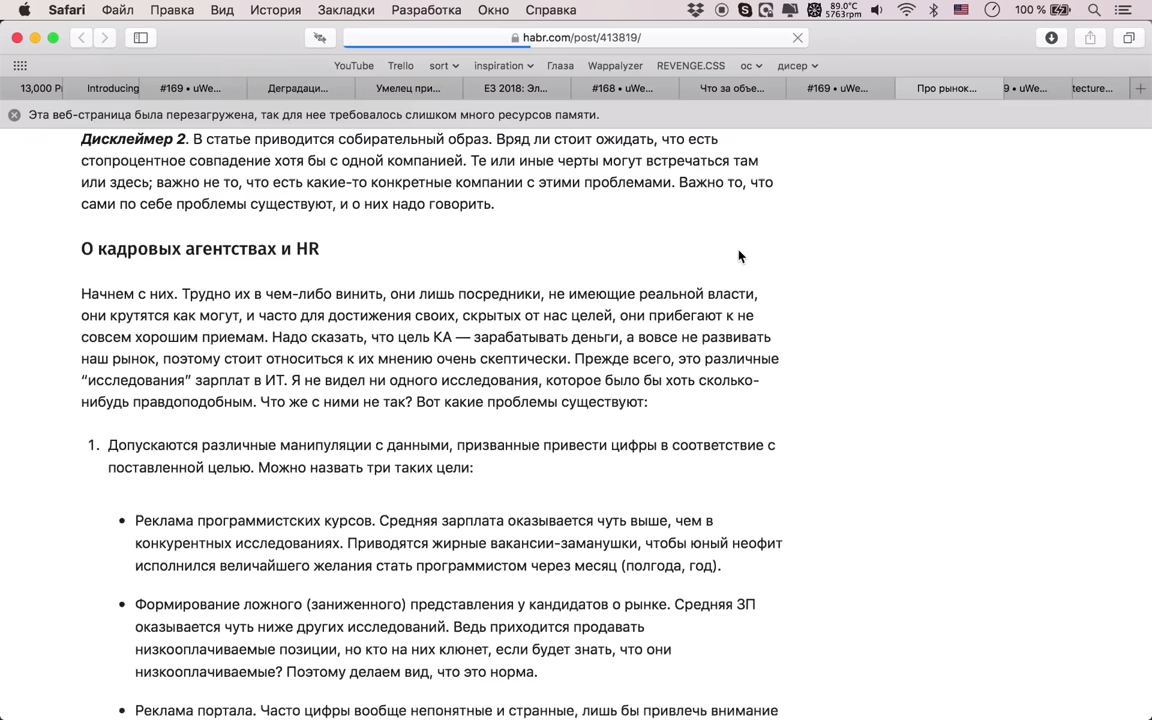 Safari Файл Правка Вид История Закладки Разработка Окно Справка 89.0°C 5763rpm 100 %
habr.com/post/413819/
YouTube Trello sort inspiration Глаза Wappalyzer REVENGE.CSS ос дисер
13,000 P Introducing #169 • uWe... Деградаци... Умелец при... E3 2018: Эл... #168 • uWe... Что за объе... #169 • uWe... Про рынок... 9 • uWe... tecture...
Эта веб-страница была перезагружена, так для нее требовалось слишком много ресурсов памяти.
Дисклеймер 2. В статье приводится собирательный образ. Вряд ли стоит ожидать, что есть
стопроцентное совпадение хотя бы с одной компанией. Те или иные черты могут встречаться там
или здесь; важно не то, что есть какие-то конкретные компании с этими проблемами. Важно то, что
сами по себе проблемы существуют, и о них надо говорить.
О кадровых агентствах и HR
Начнем с них. Трудно их в чем-либо винить, они лишь посредники, не имеющие реальной власти,
они крутятся как могут, и часто для достижения своих, скрытых от нас целей, они прибегают к не
совсем хорошим приемам. Надо сказать, что цель КА — зарабатывать деньги, а вовсе не развивать
наш рынок, поэтому стоит относиться к их мнению очень скептически. Прежде всего, это различные
“исследования” зарплат в ИТ. Я не видел ни одного исследования, которое было бы хоть сколько-
нибудь правдоподобным. Что же с ними не так? Вот какие проблемы существуют:
1. Допускаются различные манипуляции с данными, призванные привести цифры в соответствие с
поставленной целью. Можно назвать три таких цели:
• Реклама программистских курсов. Средняя зарплата оказывается чуть выше, чем в
конкурентных исследованиях. Приводятся жирные вакансии-заманушки, чтобы юный неофит
исполнился величайшего желания стать программистом через месяц (полгода, год).
• Формирование ложного (заниженного) представления у кандидатов о рынке. Средняя ЗП
оказывается чуть ниже других исследований. Ведь приходится продавать
низкооплачиваемые позиции, но кто на них клюнет, если будет знать, что они
низкооплачиваемые? Поэтому делаем вид, что это норма.
• Реклама портала. Часто цифры вообще непонятные и странные, лишь бы привлечь внимание